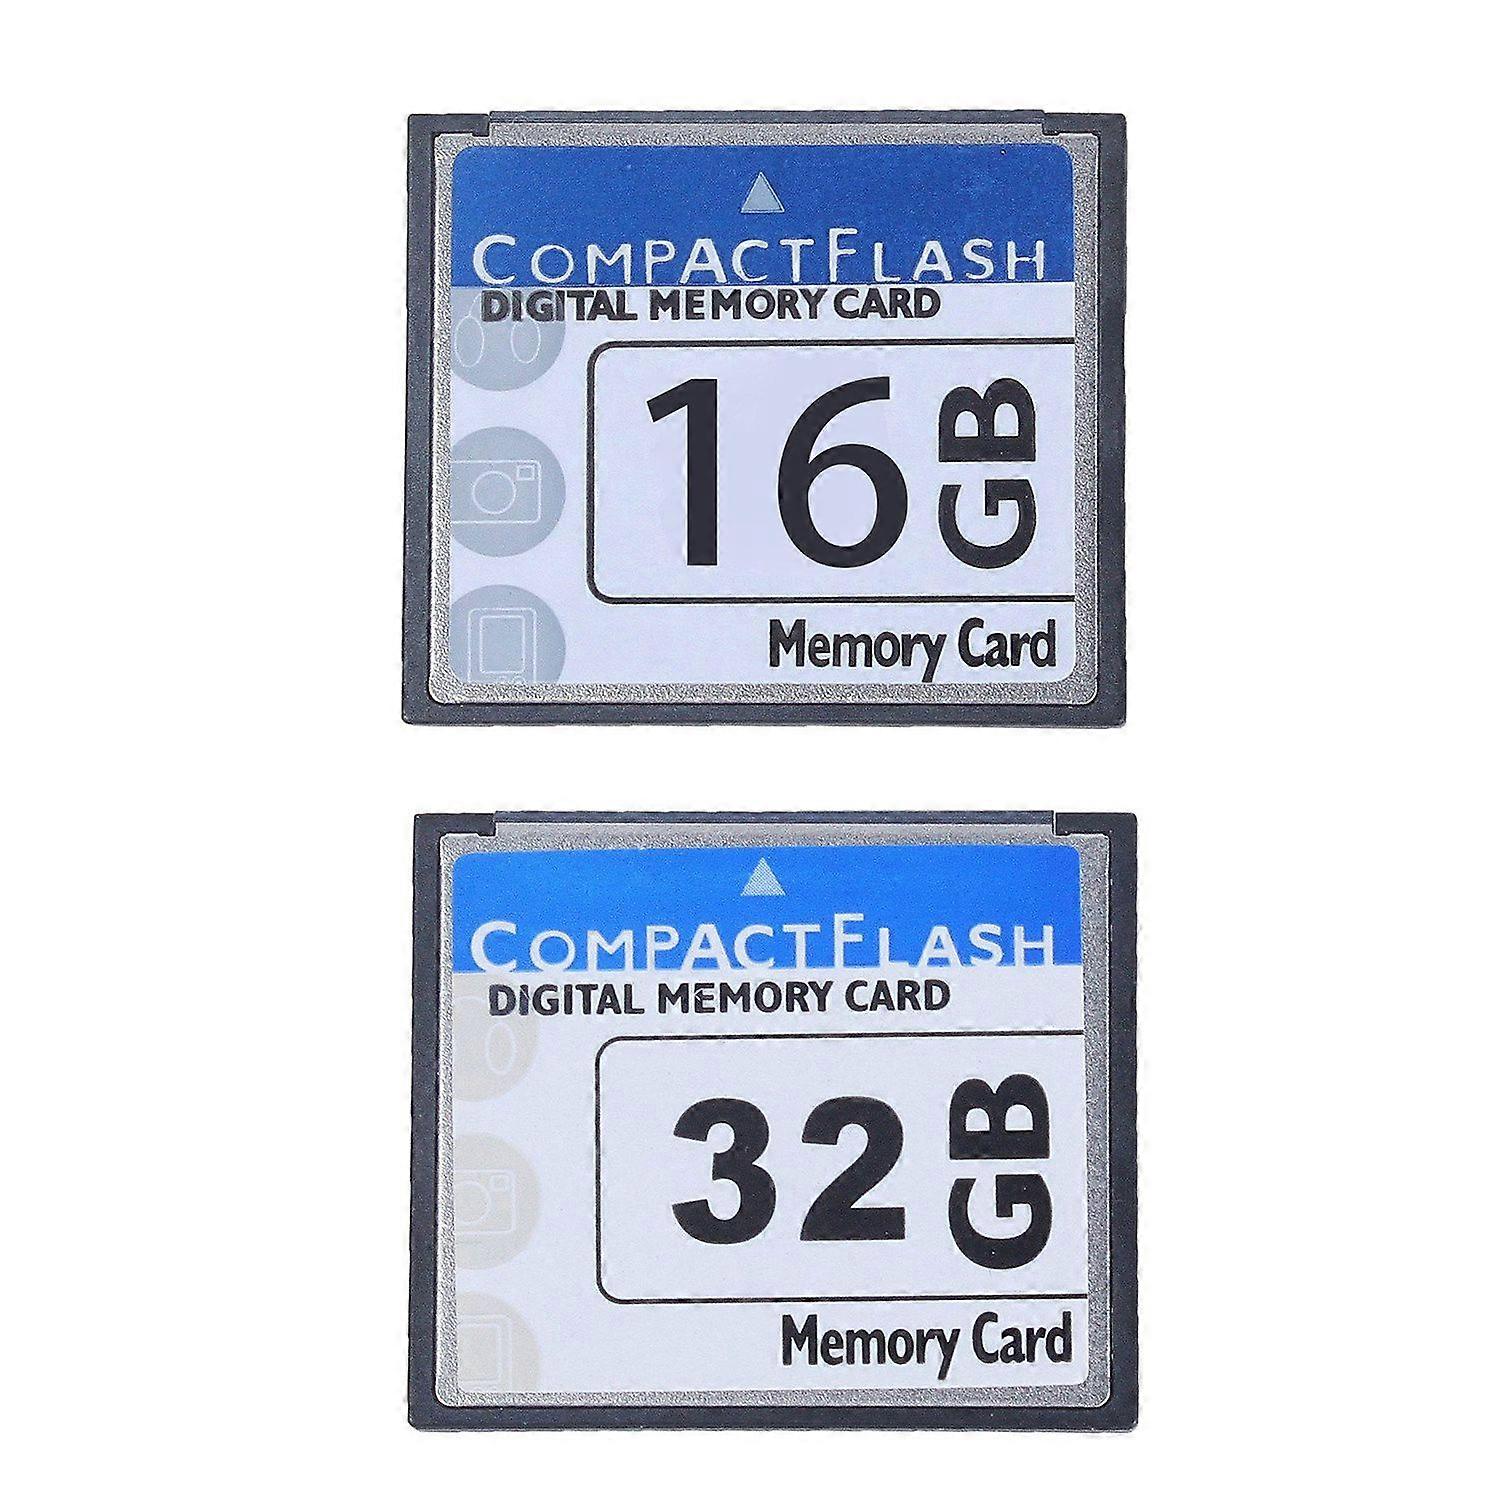 COMPACTFLASH
DIGITAL MEMORY CARD
16 GB
Memory Card
COMPACTFLASH
DIGITAL MEMORY CARD
32 GB
Memory Card